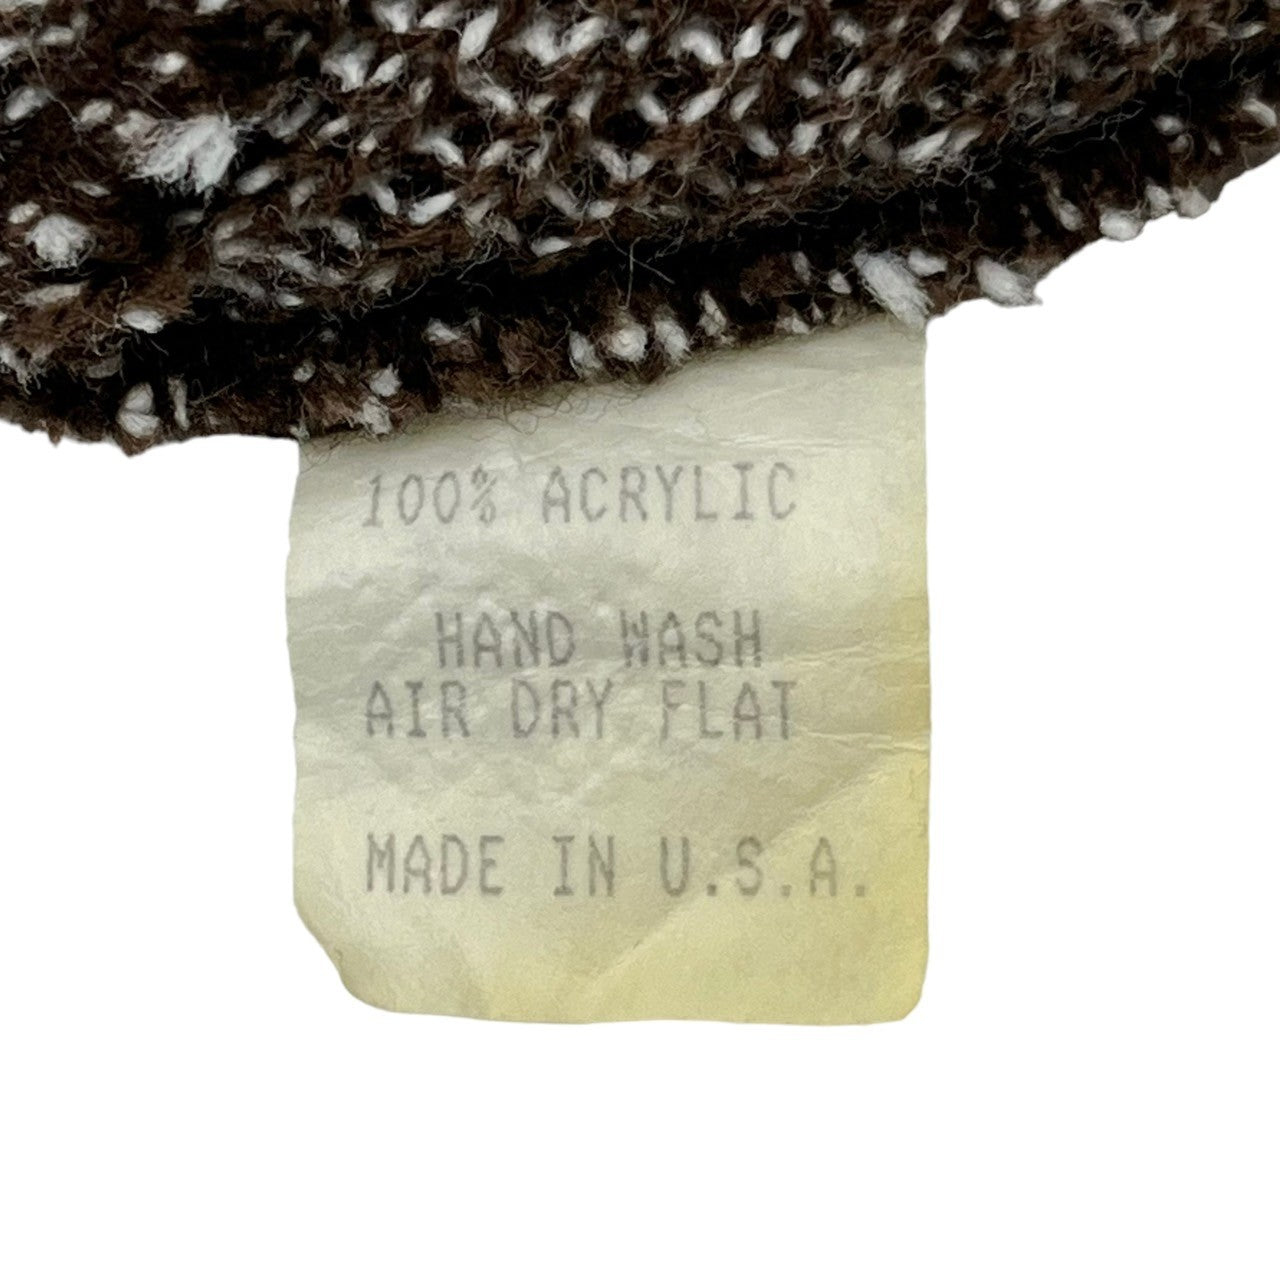 100% ACRYLIC
HAND WASH
AIR DRY FLAT
MADE IN U.S.A.